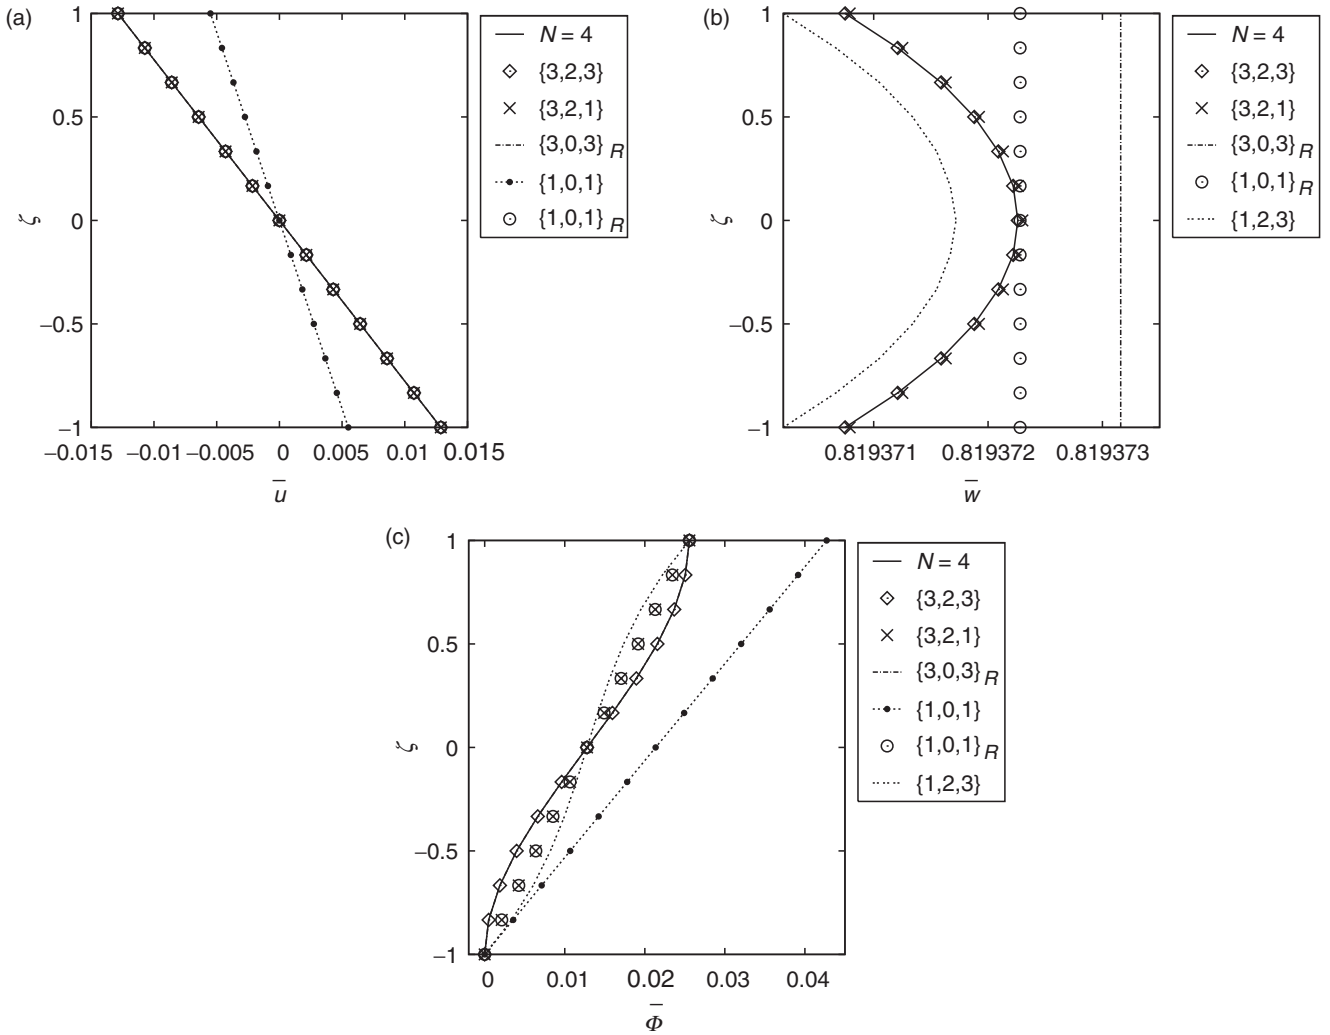 (a)
1
0.5
0
−0.5
−1
ζ
−0.015 −0.01 −0.005 0 0.005 0.01 0.015
u
N = 4
{3,2,3}
{3,2,1}
{3,0,3} R
{1,0,1}
{1,0,1} R
(b)
1
0.5
0
−0.5
−1
ζ
0.819371 0.819372 0.819373
w
N = 4
{3,2,3}
{3,2,1}
{3,0,3} R
{1,0,1} R
{1,2,3}
(c)
1
0.5
0
−0.5
−1
ζ
0 0.01 0.02 0.03 0.04
Φ
N = 4
{3,2,3}
{3,2,1}
{3,0,3} R
{1,0,1}
{1,0,1} R
{1,2,3}